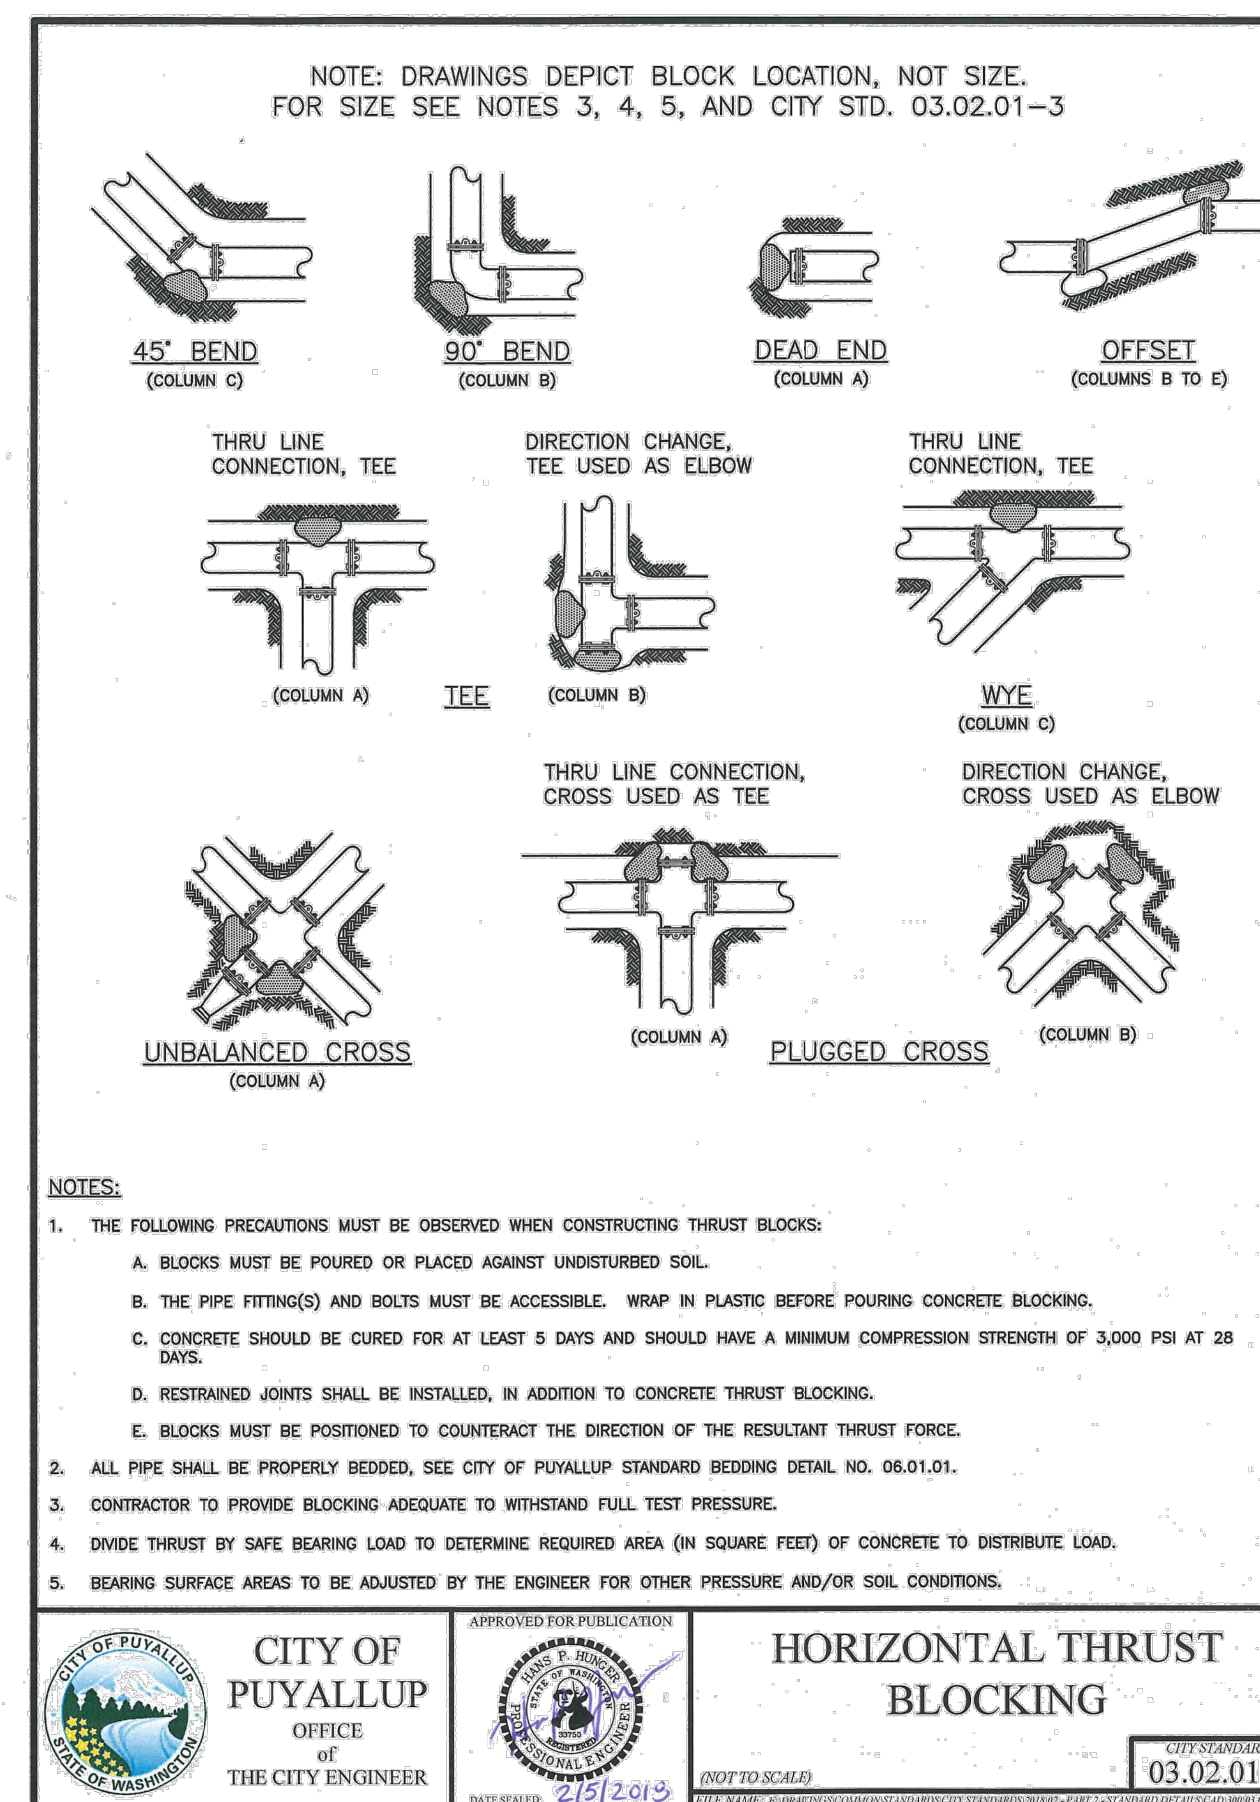 NOTE: DRAWINGS DEPICT BLOCK LOCATION, NOT SIZE.
FOR SIZE SEE NOTES 3, 4, 5, AND CITY STD. 03.02.01-3
45° BEND
(COLUMN C)
90° BEND
(COLUMN B)
DEAD END
(COLUMN A)
OFFSET
(COLUMNS B TO E)
THRU LINE
CONNECTION, TEE
DIRECTION CHANGE,
TEE USED AS ELBOW
THRU LINE
CONNECTION, TEE
(COLUMN A)
TEE
(COLUMN B)
WYE
(COLUMN C)
THRU LINE CONNECTION,
CROSS USED AS TEE
DIRECTION CHANGE,
CROSS USED AS ELBOW
UNBALANCED CROSS
(COLUMN A)
(COLUMN A)
PLUGGED CROSS
(COLUMN B)
NOTES:
1. THE FOLLOWING PRECAUTIONS MUST BE OBSERVED WHEN CONSTRUCTING THRUST BLOCKS:
A. BLOCKS MUST BE POURED OR PLACED AGAINST UNDISTURBED SOIL.
B. THE PIPE FITTING(S) AND BOLTS MUST BE ACCESSIBLE. WRAP IN PLASTIC BEFORE POURING CONCRETE BLOCKING.
C. CONCRETE SHOULD BE CURED FOR AT LEAST 5 DAYS AND SHOULD HAVE A MINIMUM COMPRESSION STRENGTH OF 3,000 PSI AT 28
DAYS.
D. RESTRAINED JOINTS SHALL BE INSTALLED, IN ADDITION TO CONCRETE THRUST BLOCKING.
E. BLOCKS MUST BE POSITIONED TO COUNTERACT THE DIRECTION OF THE RESULTANT THRUST FORCE.
2. ALL PIPE SHALL BE PROPERLY BEDDED, SEE CITY OF PUYALLUP STANDARD BEDDING DETAIL NO. 06.01.01.
3. CONTRACTOR TO PROVIDE BLOCKING ADEQUATE TO WITHSTAND FULL TEST PRESSURE.
4. DIVIDE THRUST BY SAFE BEARING LOAD TO DETERMINE REQUIRED AREA (IN SQUARE FEET) OF CONCRETE TO DISTRIBUTE LOAD.
5. BEARING SURFACE AREAS TO BE ADJUSTED BY THE ENGINEER FOR OTHER PRESSURE AND/OR SOIL CONDITIONS.
CITY OF PUYALLUP
STATE OF WASHINGTON
CITY OF
PUYALLUP
OFFICE
of
THE CITY ENGINEER
APPROVED FOR PUBLICATION
HANS P. HUNGER
STATE OF WASHINGTON
33750
REGISTERED
PROFESSIONAL ENGINEER
DATE SEALED:
HORIZONTAL THRUST
BLOCKING
(NOT TO SCALE)
CITY STANDAR
03.02.01